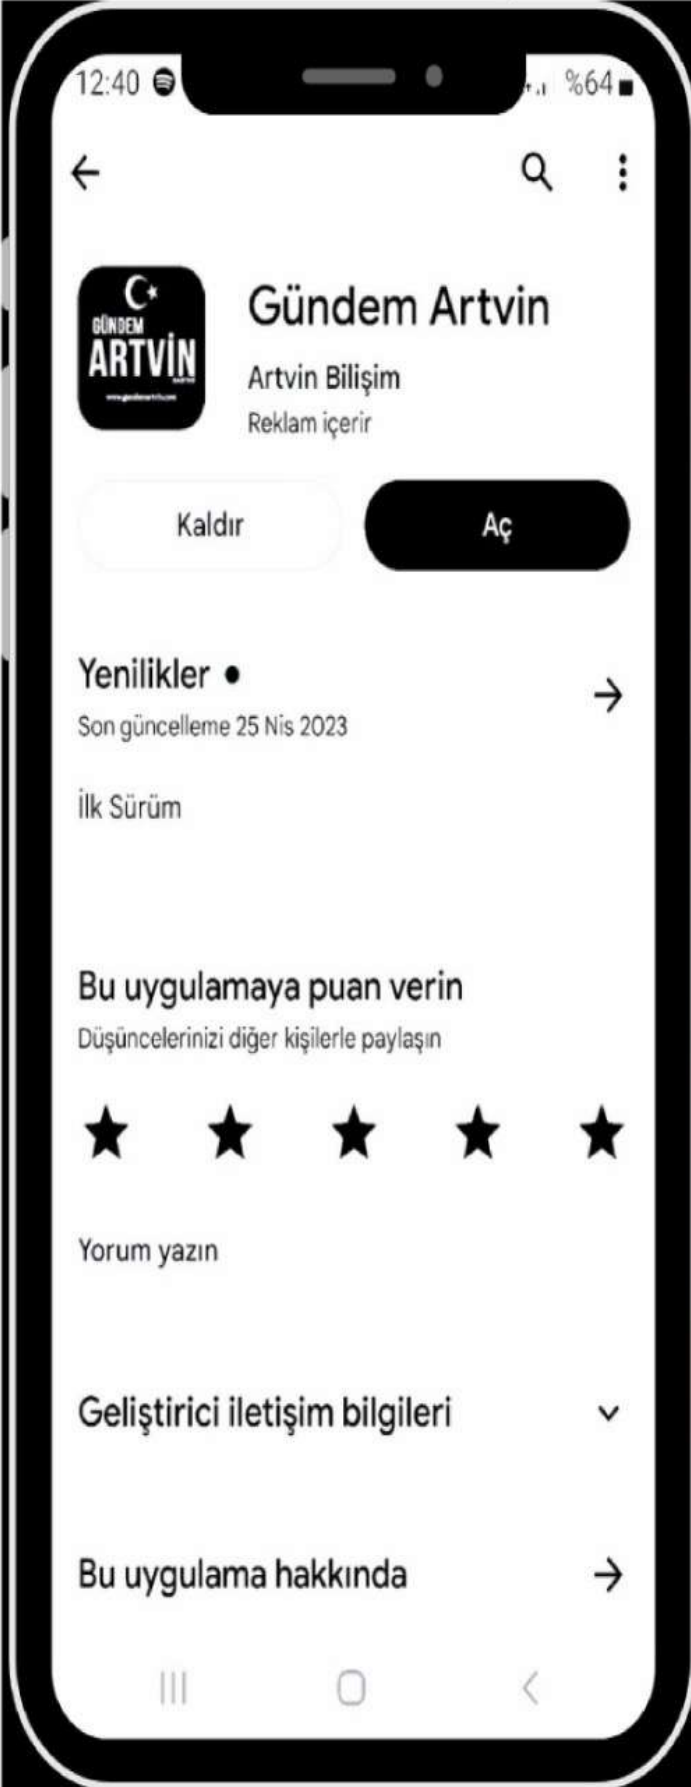 12:40 %64
GÜNDEM
ARTVİN
Gündem Artvin
Artvin Bilişim
Reklam içerir
Kaldır Aç
Yenilikler •
Son güncelleme 25 Nis 2023
İlk Sürüm
Bu uygulamaya puan verin
Düşüncelerinizi diğer kişilerle paylaşın
Yorum yazın
Geliştirici iletişim bilgileri
Bu uygulama hakkında